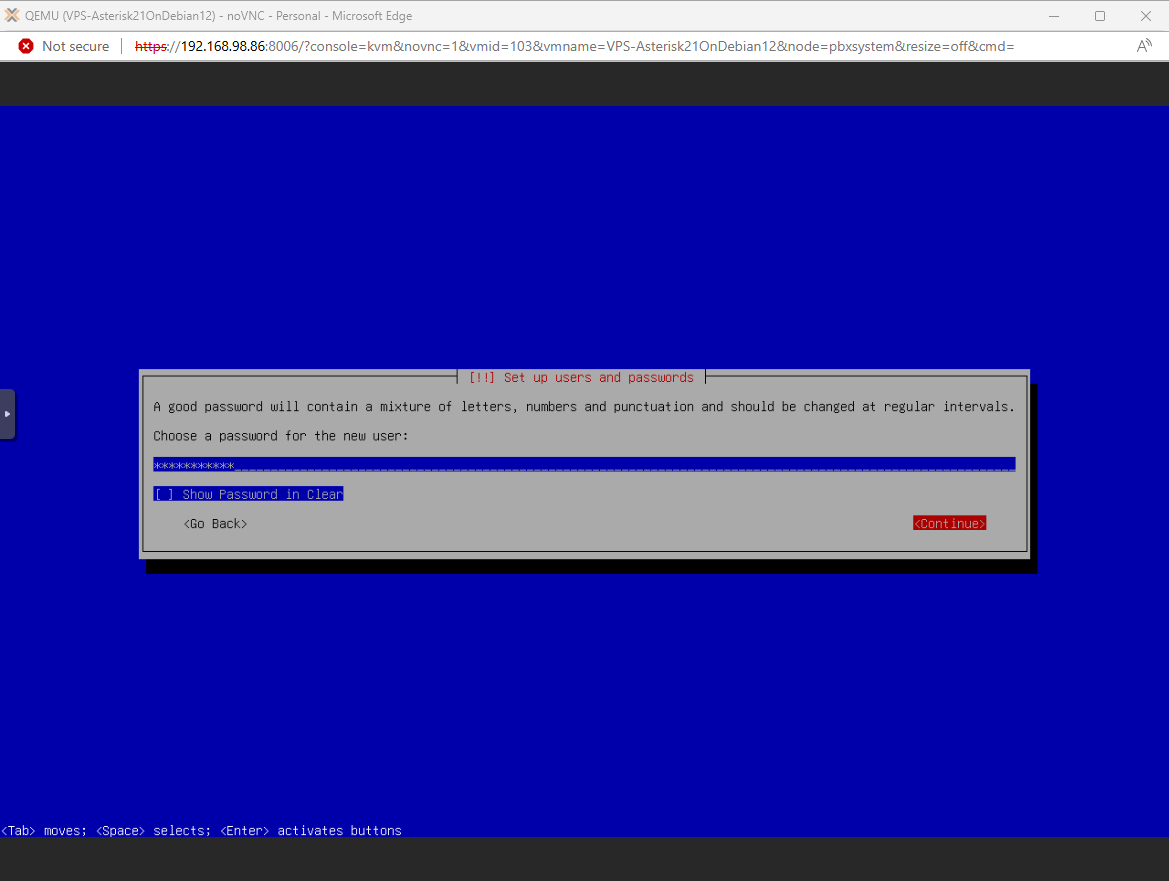 QEMU (VPS-Asterisk21OnDebian12) - noVNC - Personal - Microsoft Edge
Not secure
https://192.168.98.86:8006/?console=kvm&novnc=1&vmid=103&vmname=VPS-Asterisk21OnDebian12&node=pbxsystem&resize=off&cmd=
A
[!!] Set up users and passwords
A good password will contain a mixture of letters, numbers and punctuation and should be changed at regular intervals.
Choose a password for the new user:
***********
[ ] Show Password in Clear
<Go Back>
<Continue>
<Tab> moves; <Space> selects; <Enter> activates buttons